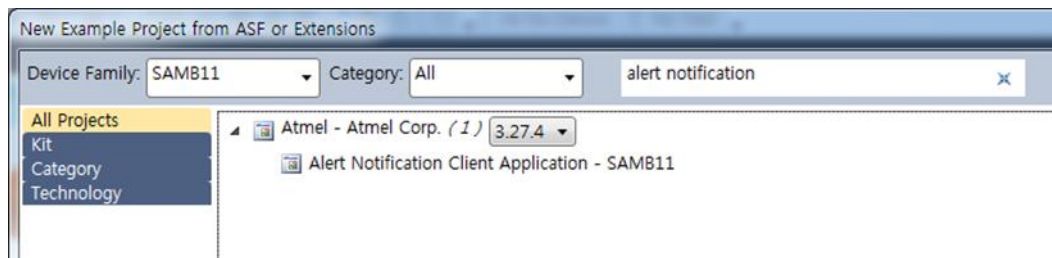 New Example Project from ASF or Extensions
Device Family: SAMB11 Category: All alert notification
All Projects
Kit
Category
Technology
Atmel - Atmel Corp. (1) 3.27.4
Alert Notification Client Application - SAMB11